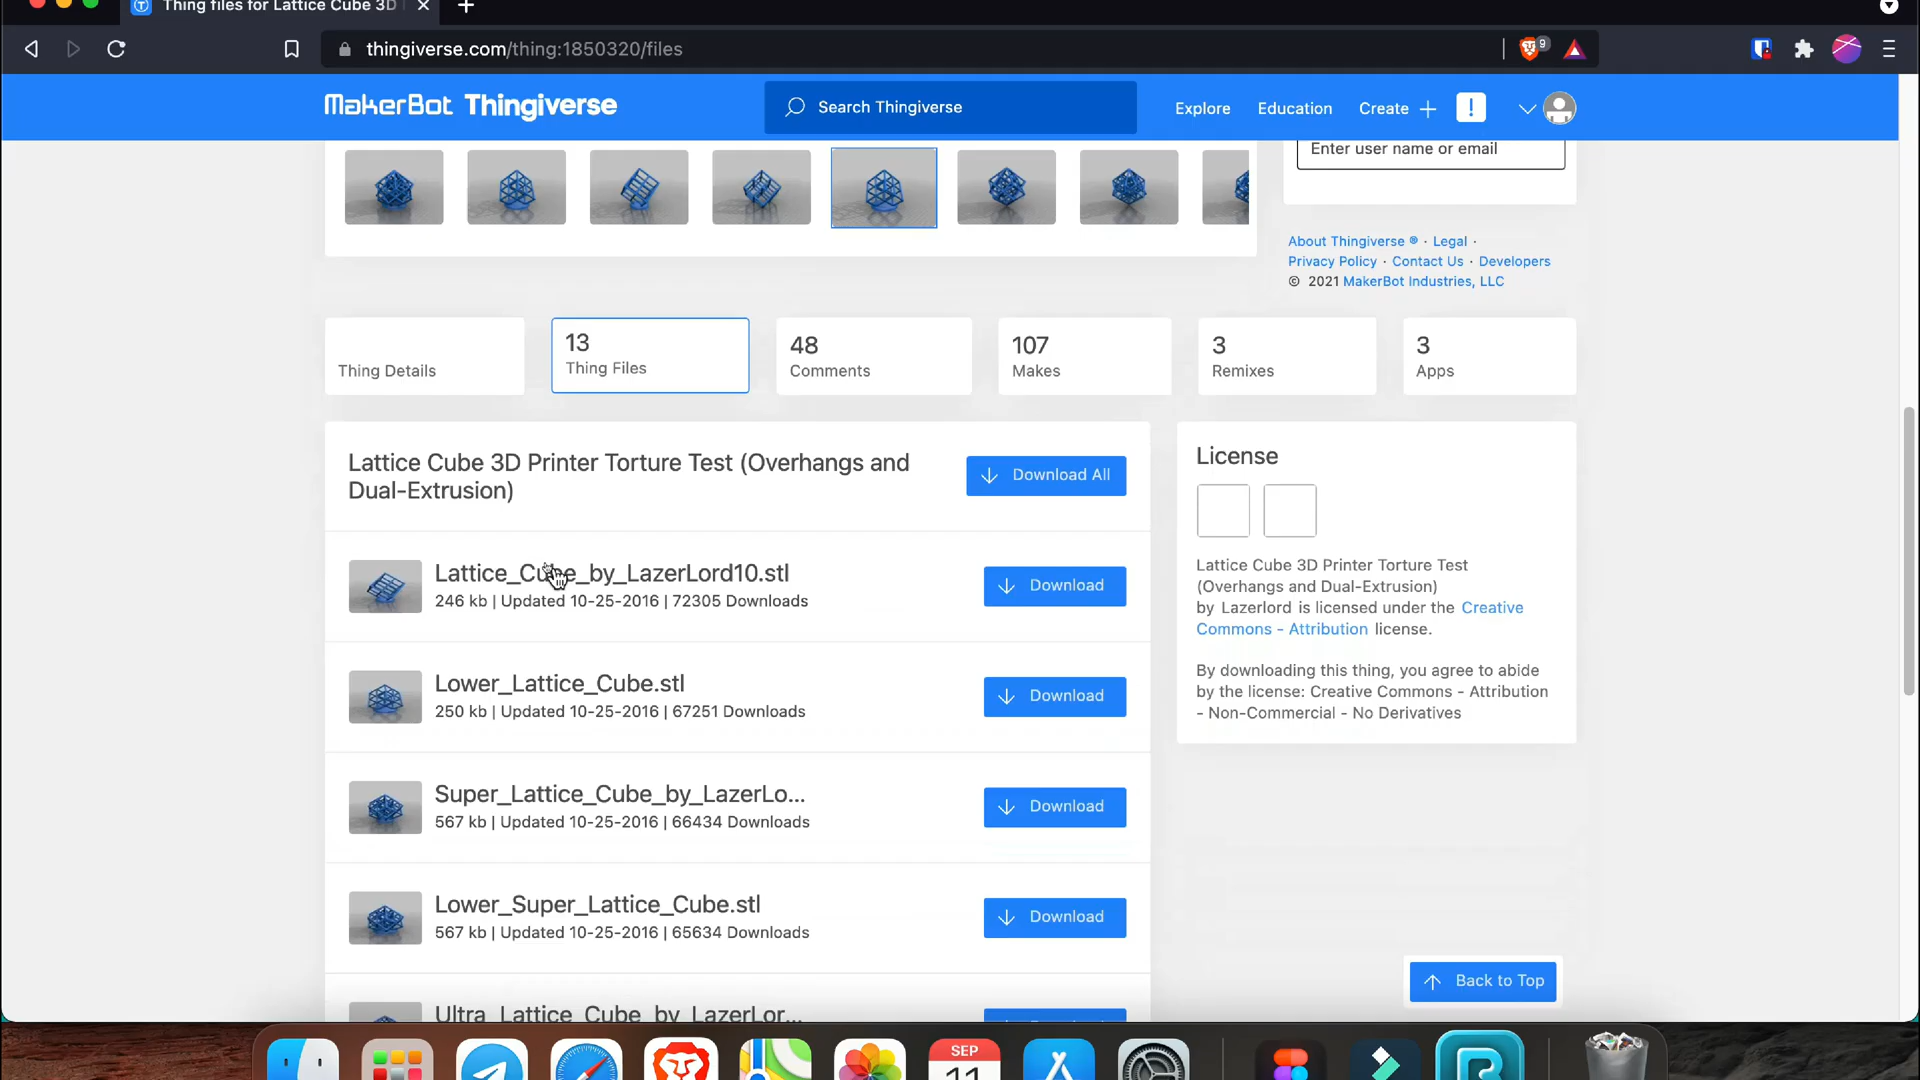 Thing files for Lattice Cube 3D
thingiverse.com/thing:1850320/files
9
MakerBot Thingiverse
Search Thingiverse
Explore
Education
Create
Enter user name or email
About Thingiverse ® · Legal ·
Privacy Policy · Contact Us · Developers
© 2021 MakerBot Industries, LLC
Thing Details
13
Thing Files
48
Comments
107
Makes
3
Remixes
3
Apps
Lattice Cube 3D Printer Torture Test (Overhangs and
Dual-Extrusion)
Download All
Lattice_Cube_by_LazerLord10.stl
246 kb | Updated 10-25-2016 | 72305 Downloads
Download
Lower_Lattice_Cube.stl
250 kb | Updated 10-25-2016 | 67251 Downloads
Download
Super_Lattice_Cube_by_LazerLo...
567 kb | Updated 10-25-2016 | 66434 Downloads
Download
Lower_Super_Lattice_Cube.stl
567 kb | Updated 10-25-2016 | 65634 Downloads
Download
Ultra_Lattice_Cube_by_LazerLor...
License
Lattice Cube 3D Printer Torture Test
(Overhangs and Dual-Extrusion)
by Lazerlord is licensed under the Creative
Commons - Attribution license.
By downloading this thing, you agree to abide
by the license: Creative Commons - Attribution
- Non-Commercial - No Derivatives
Back to Top
SEP
11